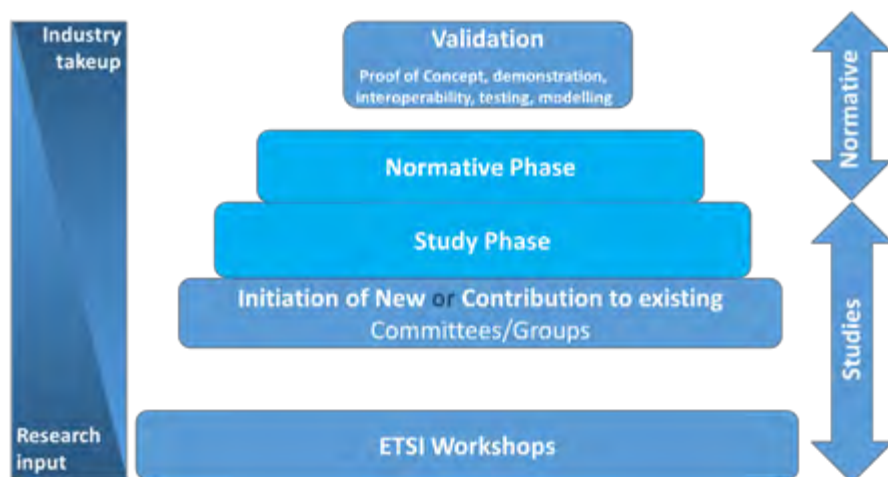 Industry
takeup
Validation
Proof of Concept, demonstration,
interoperability, testing, modelling
Normative Phase
Study Phase
Initiation of New or Contribution to existing
Committees/Groups
ETSI Workshops
Research
input
Normative
Studies